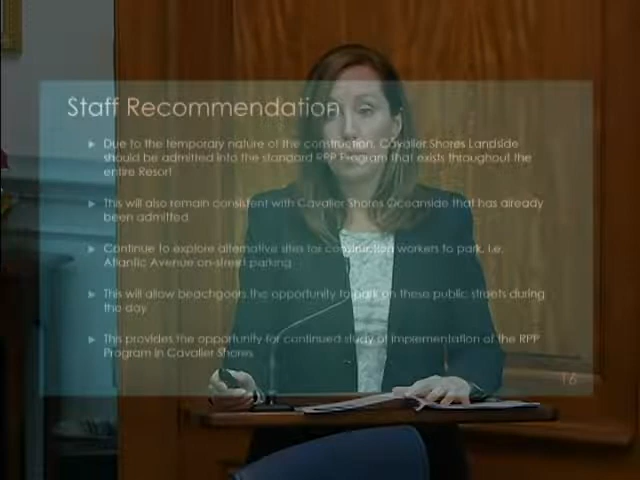 Staff Recommendation
Due to the temporary nature of the construction, Cavalier Shores Landside
should be admitted into the standard RPP Program that exists throughout the
entire Resort
This will also remain consistent with Cavalier Shores Oceanside that has already
been admitted
Continue to explore alternative sites for construction workers to park, i.e.
Atlantic Avenue on-street parking
This will allow beachgoers the opportunity to park on these public streets during
the day
This provides the opportunity for continued study of implementation of the RPP
Program in Cavalier Shores
16